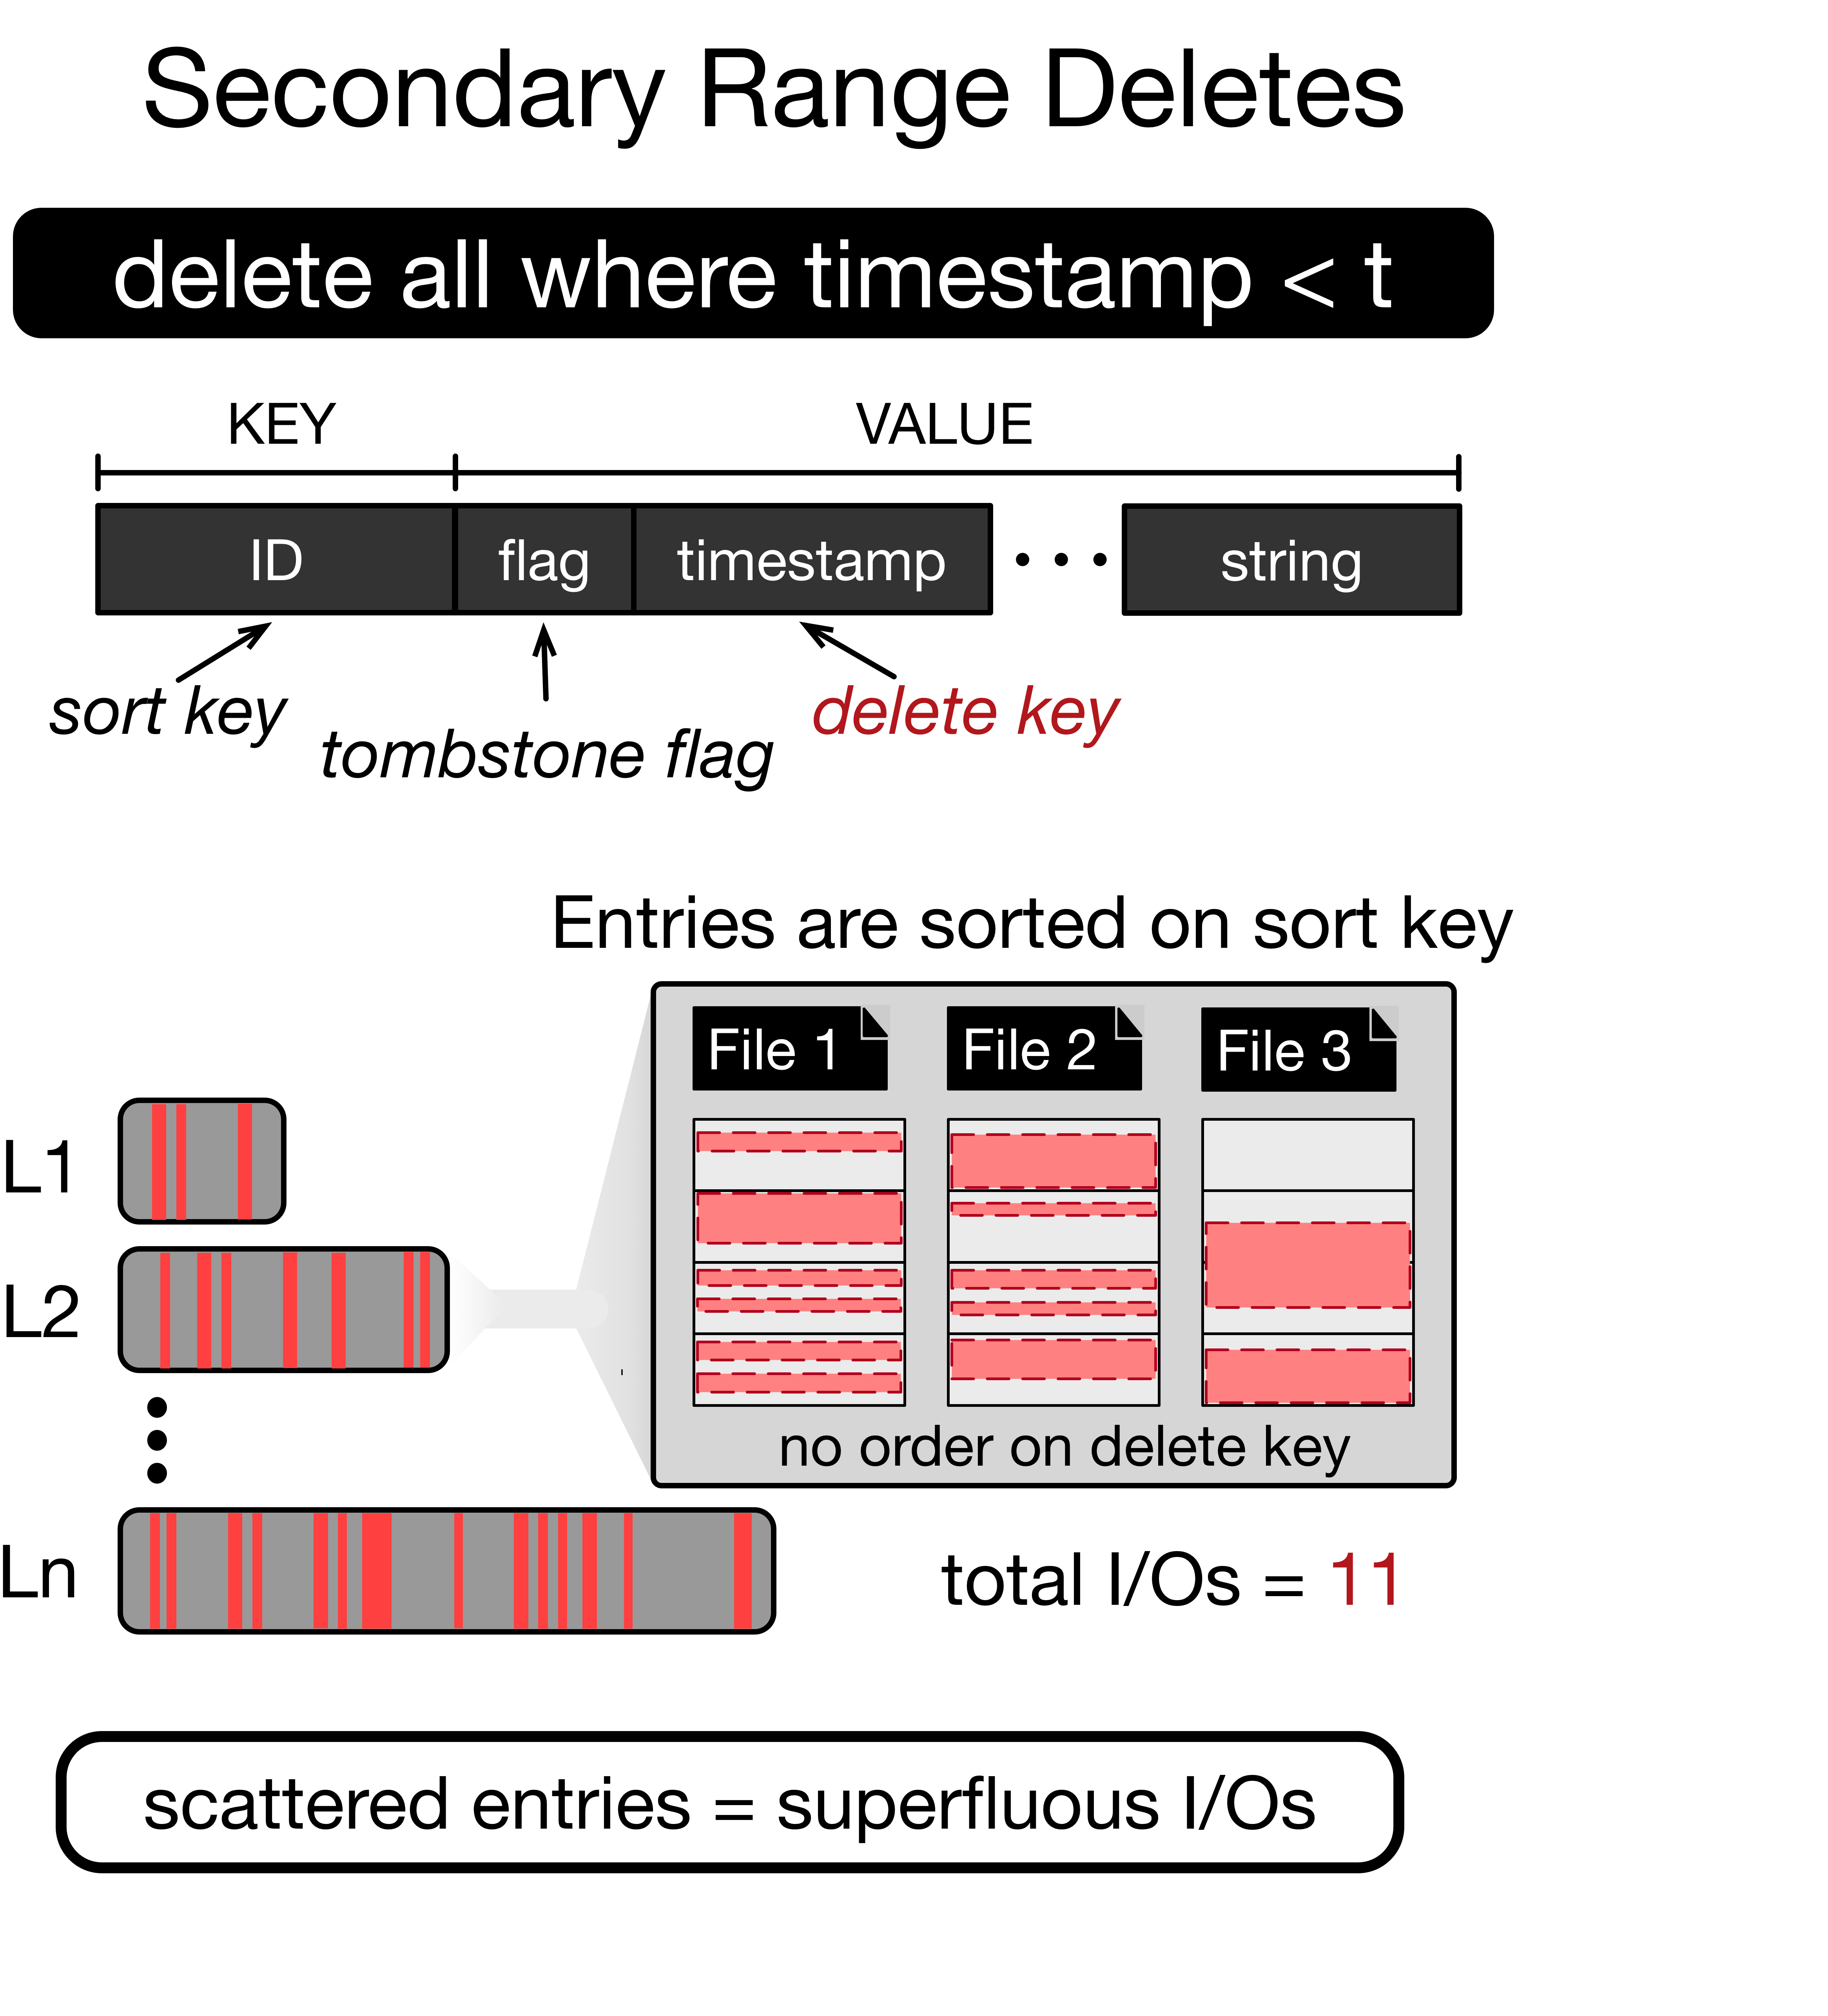 Secondary Range Deletes
delete all where timestamp < t
KEY VALUE
ID flag timestamp • • • string
sort key
tombstone flag
delete key
Entries are sorted on sort key
File 1 File 2 File 3
no order on delete key
L1
L2
Ln
total I/Os = 11
scattered entries = superfluous I/Os